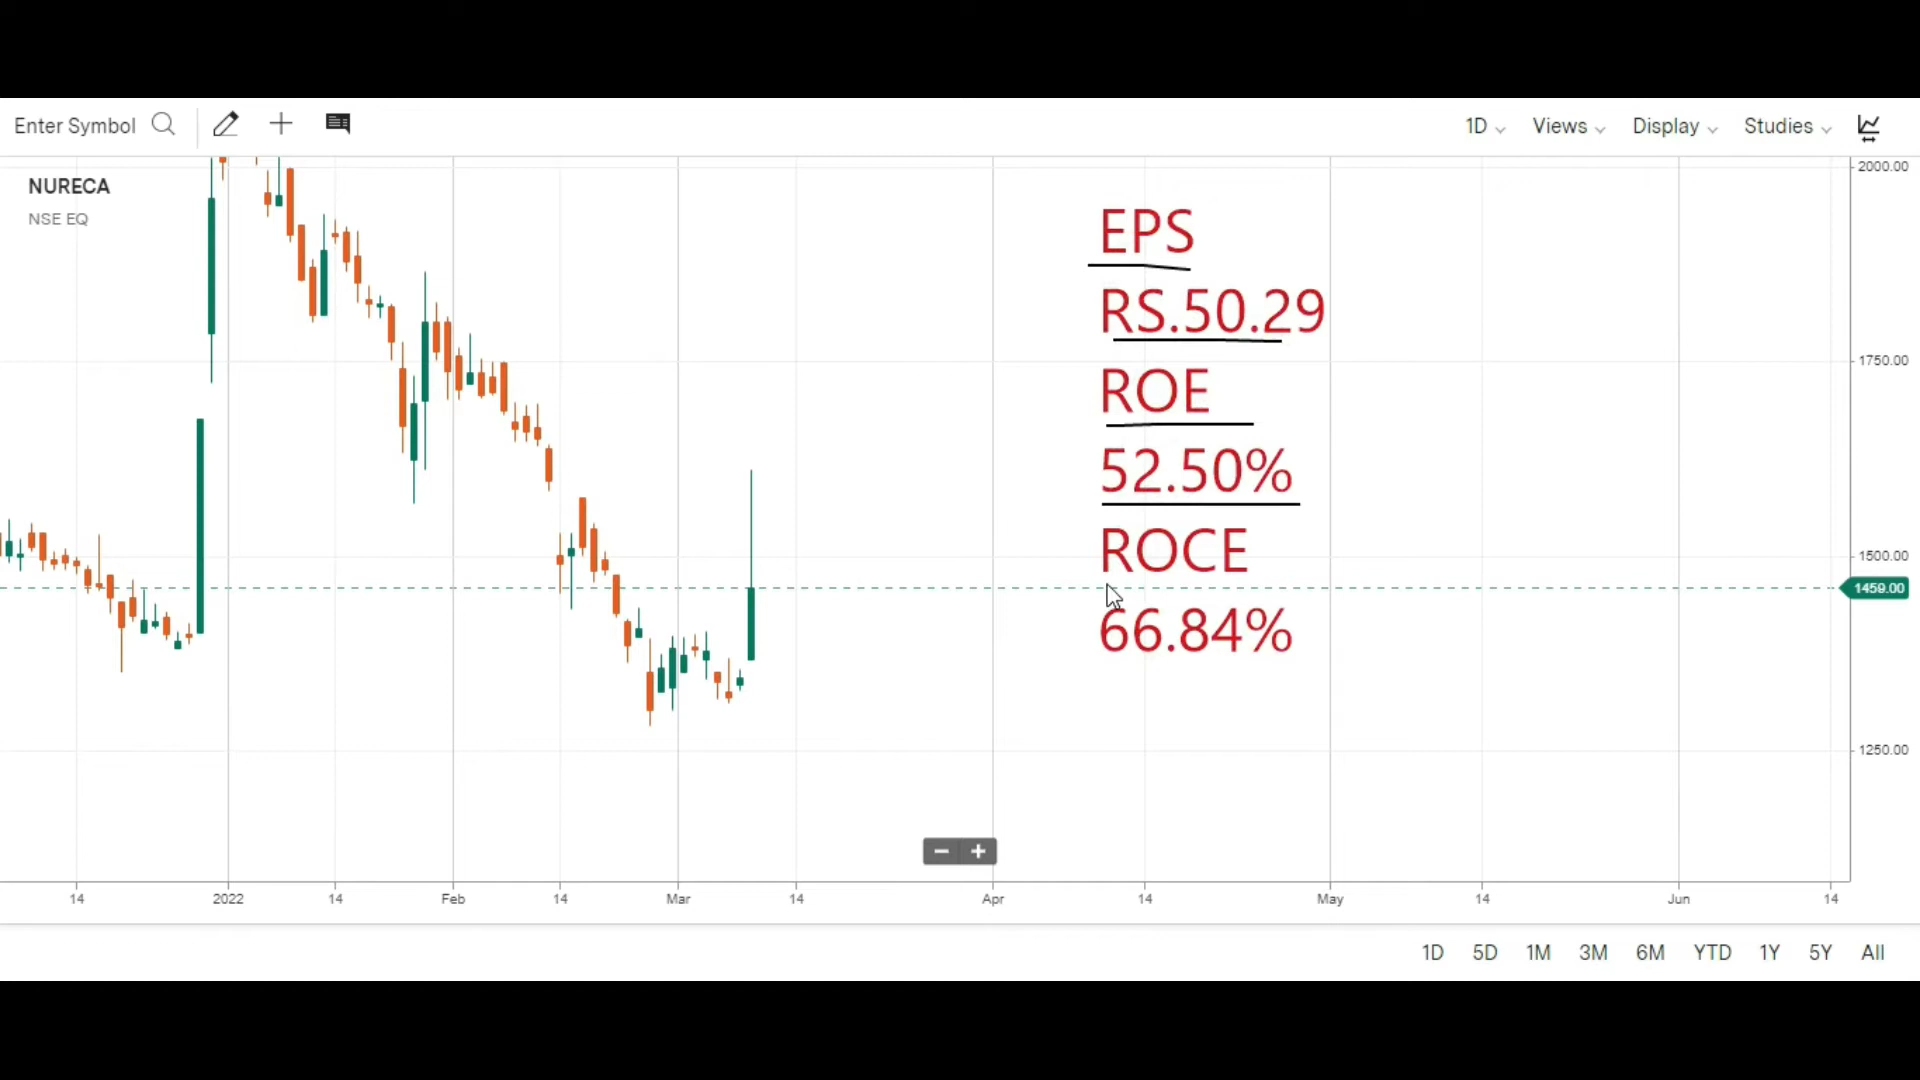 Enter Symbol
1D Views Display Studies
NURECA
NSE EQ
2000.00
1750.00
1500.00
1459.00
1250.00
EPS
RS.50.29
ROE
52.50%
ROCE
66.84%
14 2022 14 Feb 14 Mar 14 Apr 14 May 14 Jun 14
1D 5D 1M 3M 6M YTD 1Y 5Y All